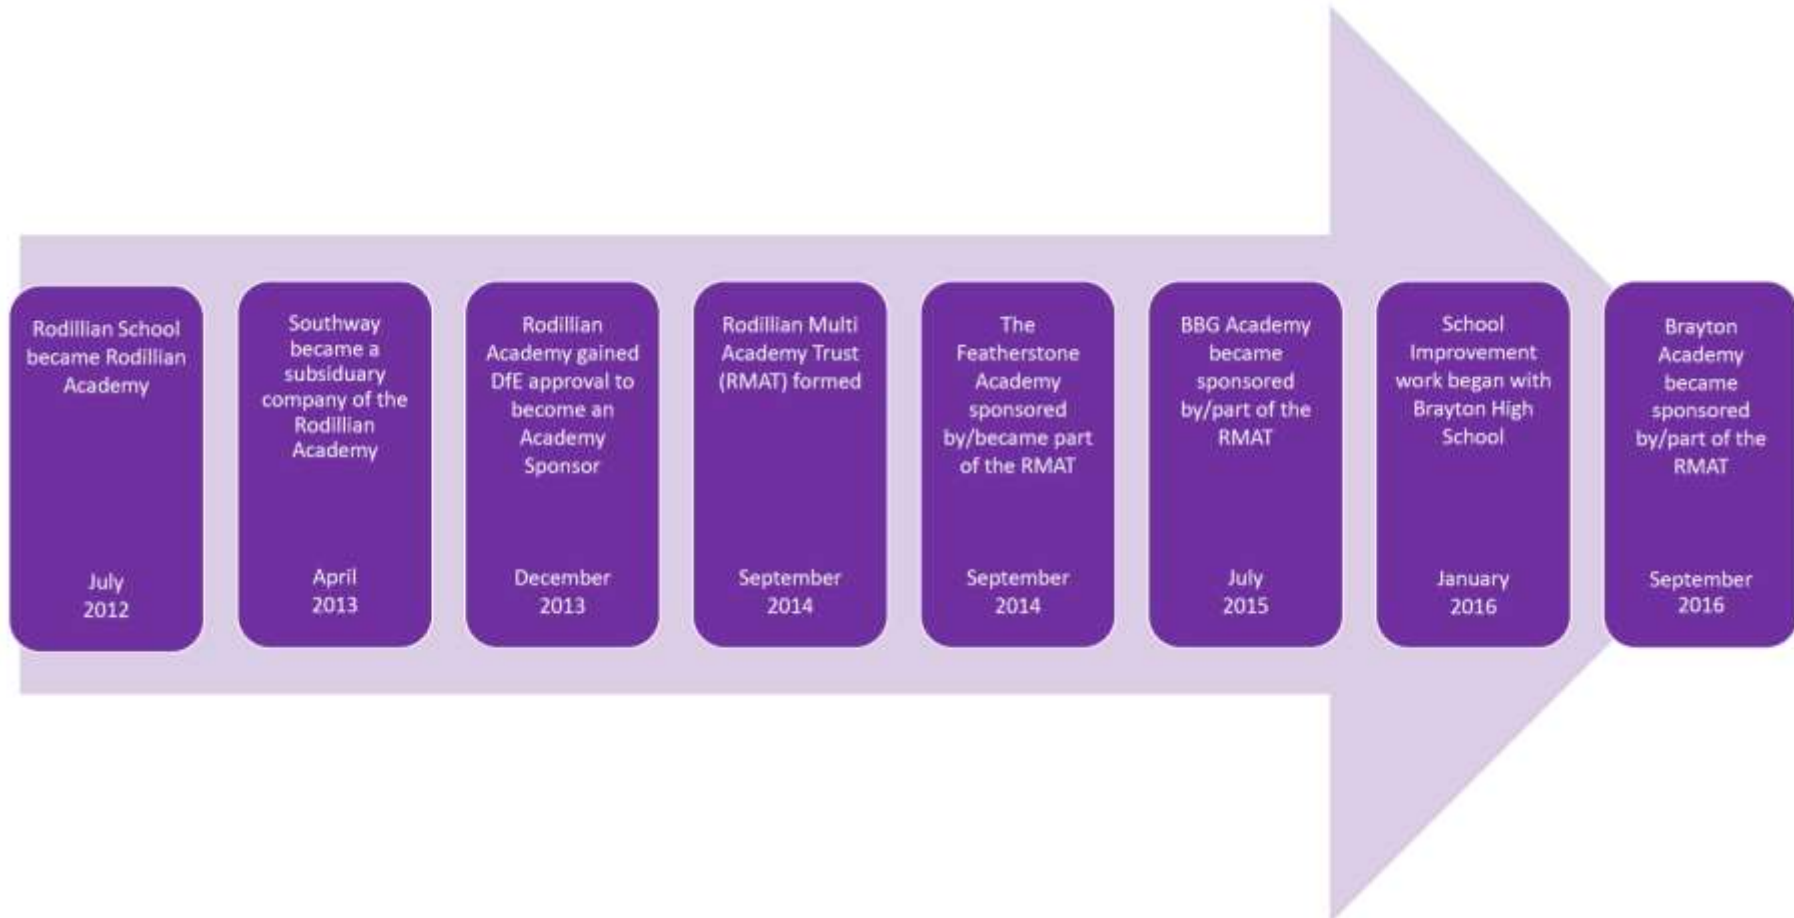 Rodillian School
became Rodillian
Academy
July
2012
Southway
became a
subsiduary
company of the
Rodillian
Academy
April
2013
Rodillian
Academy gained
DfE approval to
become an
Academy
Sponsor
December
2013
Rodillian Multi
Academy Trust
(RMAT) formed
September
2014
The
Featherstone
Academy
sponsored
by/became part
of the RMAT
September
2014
BBG Academy
became
sponsored
by/part of the
RMAT
July
2015
School
Improvement
work began with
Brayton High
School
January
2016
Brayton
Academy
became
sponsored
by/part of the
RMAT
September
2016